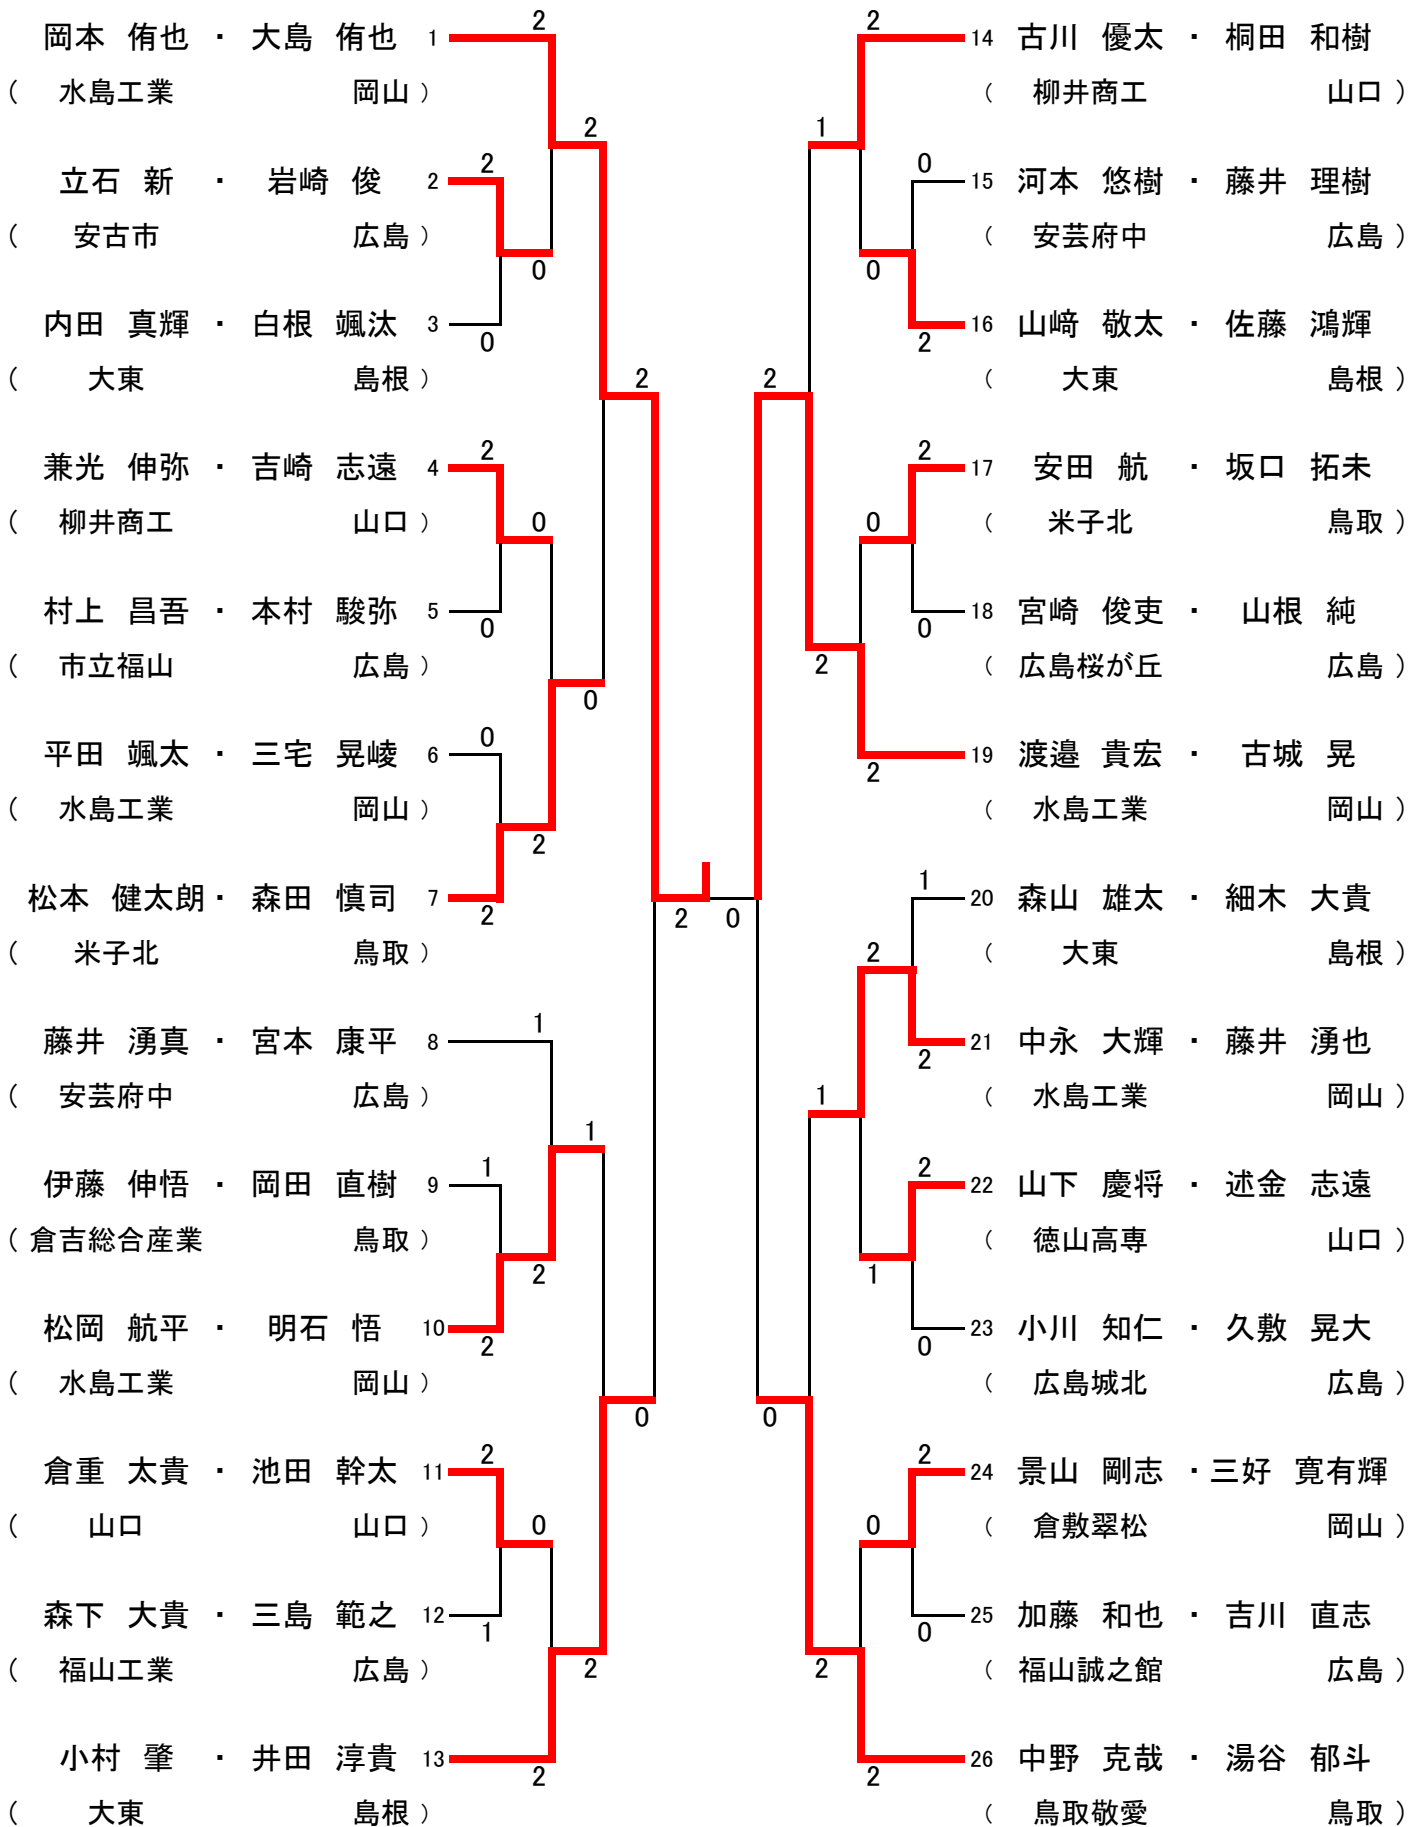 岡本 侑也 ・ 大島 侑也 1
( 水島工業 岡山 )
立石 新 ・ 岩崎 俊 2
( 安古市 広島 )
内田 真輝 ・ 白根 颯汰 3
( 大東 島根 )
兼光 伸弥 ・ 吉崎 志遠 4
( 柳井商工 山口 )
村上 昌吾 ・ 本村 駿弥 5
( 市立福山 広島 )
平田 颯太 ・ 三宅 晃崚 6
( 水島工業 岡山 )
松本 健太朗・ 森田 慎司 7
( 米子北 鳥取 )
藤井 湧真 ・ 宮本 康平 8
( 安芸府中 広島 )
伊藤 伸悟 ・ 岡田 直樹 9
( 倉吉総合産業 鳥取 )
松岡 航平 ・ 明石 悟 10
( 水島工業 岡山 )
倉重 太貴 ・ 池田 幹太 11
( 山口 山口 )
森下 大貴 ・ 三島 範之 12
( 福山工業 広島 )
小村 肇 ・ 井田 淳貴 13
( 大東 島根 )
2
2
2
0
0
2
2
0
0
0
0
2
2
1
1
1
2
2
0
2
0
1
2
2
2 0
2
1
0
0
2
2
2
0
0
2
2
1
2
2
1
2
1
0
0
2
0
0
2
2
14 古川 優太 ・ 桐田 和樹
( 柳井商工 山口 )
15 河本 悠樹 ・ 藤井 理樹
( 安芸府中 広島 )
16 山﨑 敬太 ・ 佐藤 鴻輝
( 大東 島根 )
17 安田 航 ・ 坂口 拓未
( 米子北 鳥取 )
18 宮崎 俊吏 ・ 山根 純
( 広島桜が丘 広島 )
19 渡邉 貴宏 ・ 古城 晃
( 水島工業 岡山 )
20 森山 雄太 ・ 細木 大貴
( 大東 島根 )
21 中永 大輝 ・ 藤井 湧也
( 水島工業 岡山 )
22 山下 慶将 ・ 述金 志遠
( 徳山高専 山口 )
23 小川 知仁 ・ 久敷 晃大
( 広島城北 広島 )
24 景山 剛志 ・三好 寛有輝
( 倉敷翠松 岡山 )
25 加藤 和也 ・ 吉川 直志
( 福山誠之館 広島 )
26 中野 克哉 ・ 湯谷 郁斗
( 鳥取敬愛 鳥取 )